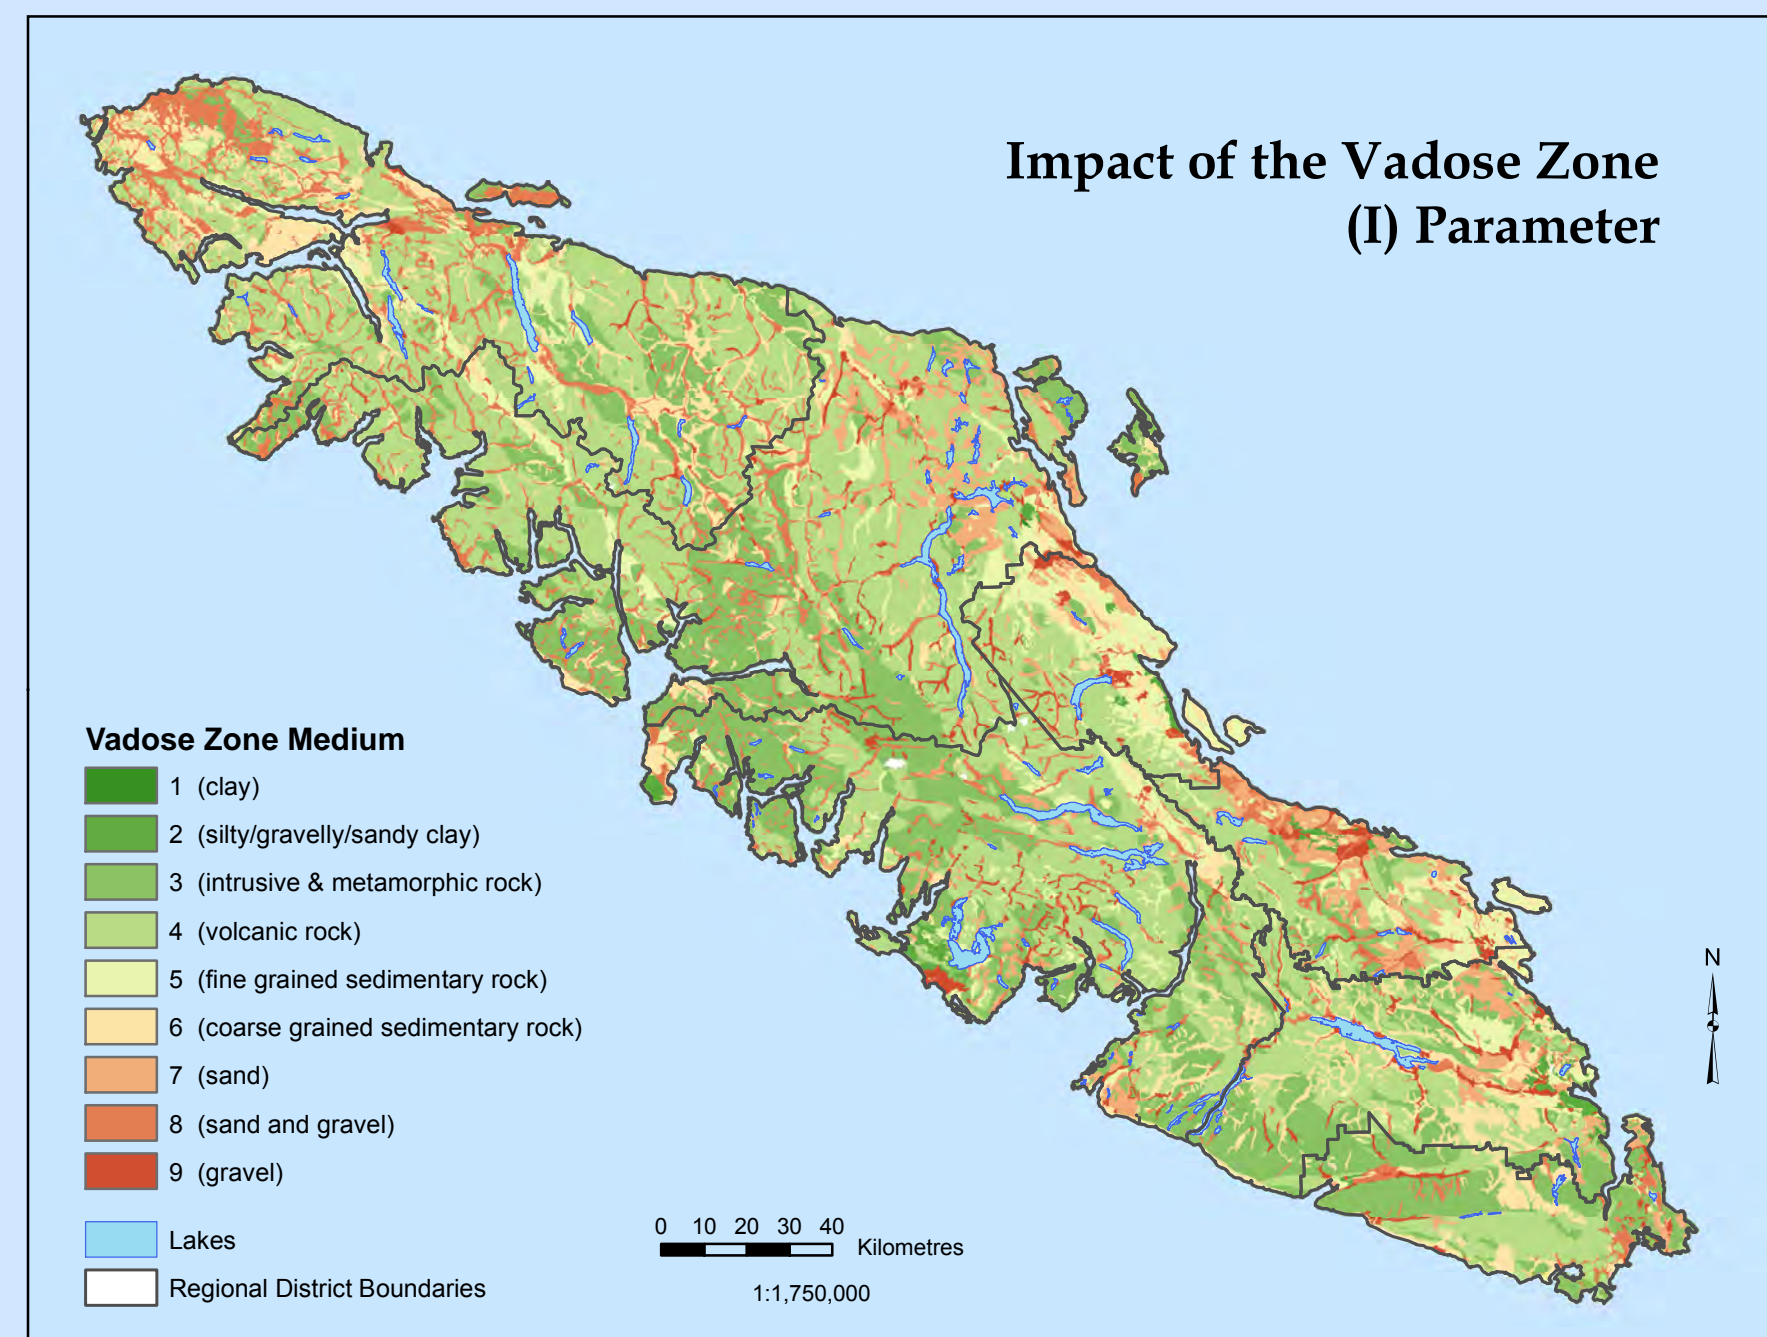 Impact of the Vadose Zone
(I) Parameter
Vadose Zone Medium
1 (clay)
2 (silty/gravelly/sandy clay)
3 (intrusive & metamorphic rock)
4 (volcanic rock)
5 (fine grained sedimentary rock)
6 (coarse grained sedimentary rock)
7 (sand)
8 (sand and gravel)
9 (gravel)
Lakes
Regional District Boundaries
0 10 20 30 40
Kilometres
1:1,750,000
N